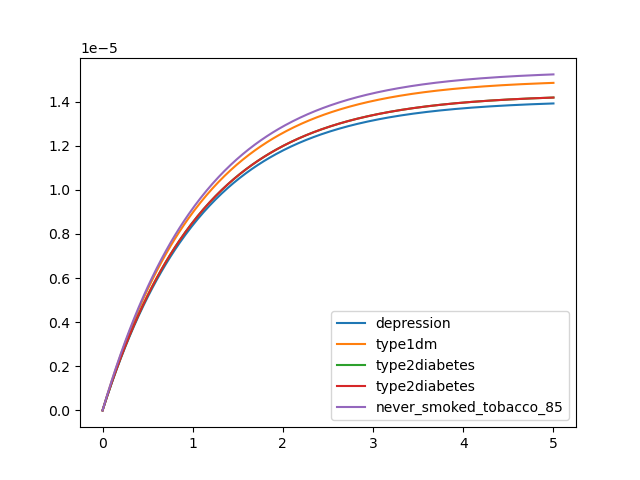 1e−5
1.4
1.2
1.0
0.8
0.6
0.4
0.2
0.0
0 1 2 3 4 5
depression
type1dm
type2diabetes
type2diabetes
never_smoked_tobacco_85